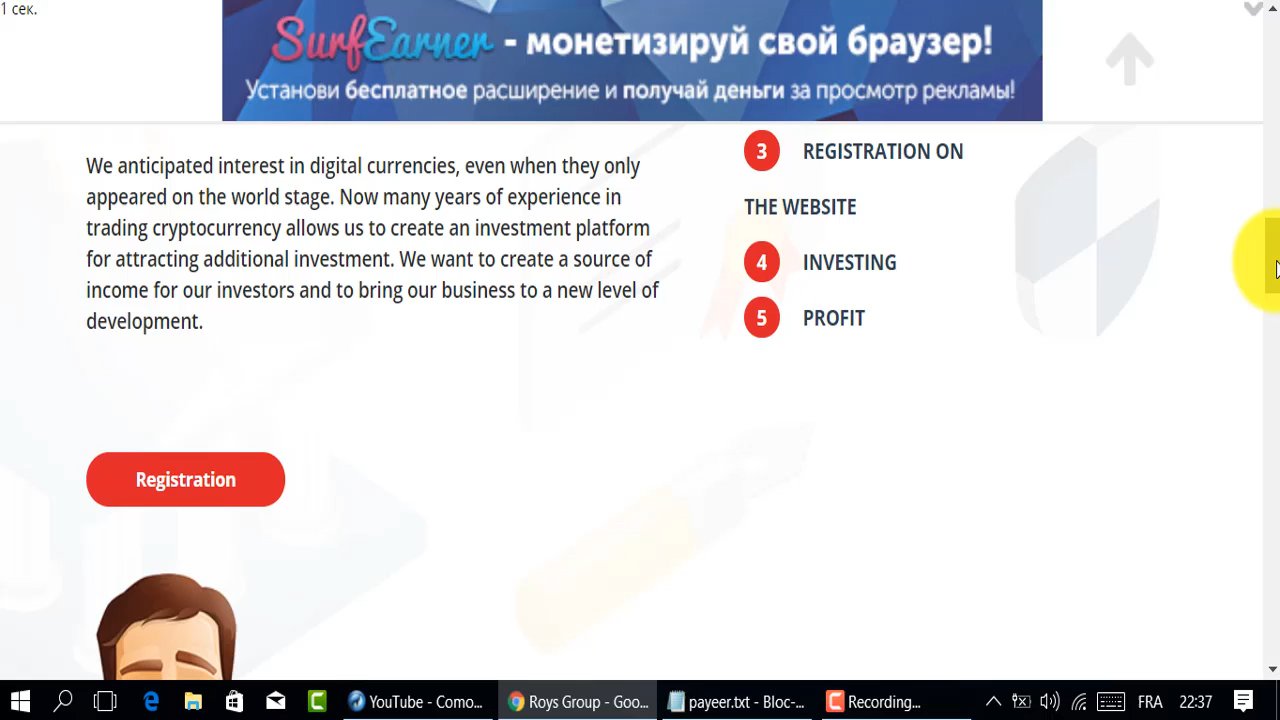 1 сек.
SurfEarner - монетизируй свой браузер!
Установи бесплатное расширение и получай деньги за просмотр рекламы!
We anticipated interest in digital currencies, even when they only
appeared on the world stage. Now many years of experience in
trading cryptocurrency allows us to create an investment platform
for attracting additional investment. We want to create a source of
income for our investors and to bring our business to a new level of
development.
3 REGISTRATION ON
THE WEBSITE
4 INVESTING
5 PROFIT
Registration
YouTube - Como...
Roys Group - Goo...
payeer.txt - Bloc-...
Recording...
FRA
22:37